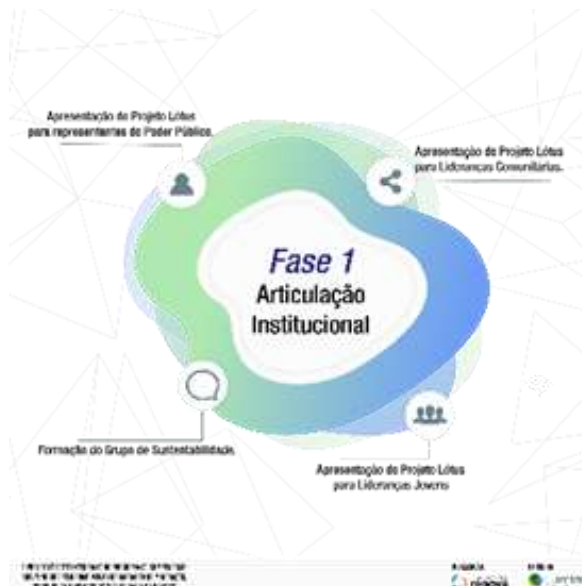 Apresentação do Projeto Lótus
para representantes do Poder Público.
Apresentação do Projeto Lótus
para Lideranças Comunitárias.
Fase 1
Articulação
Institucional
Formação do Grupo de Sustentabilidade
Apresentação do Projeto Lótus
para Lideranças Jovens